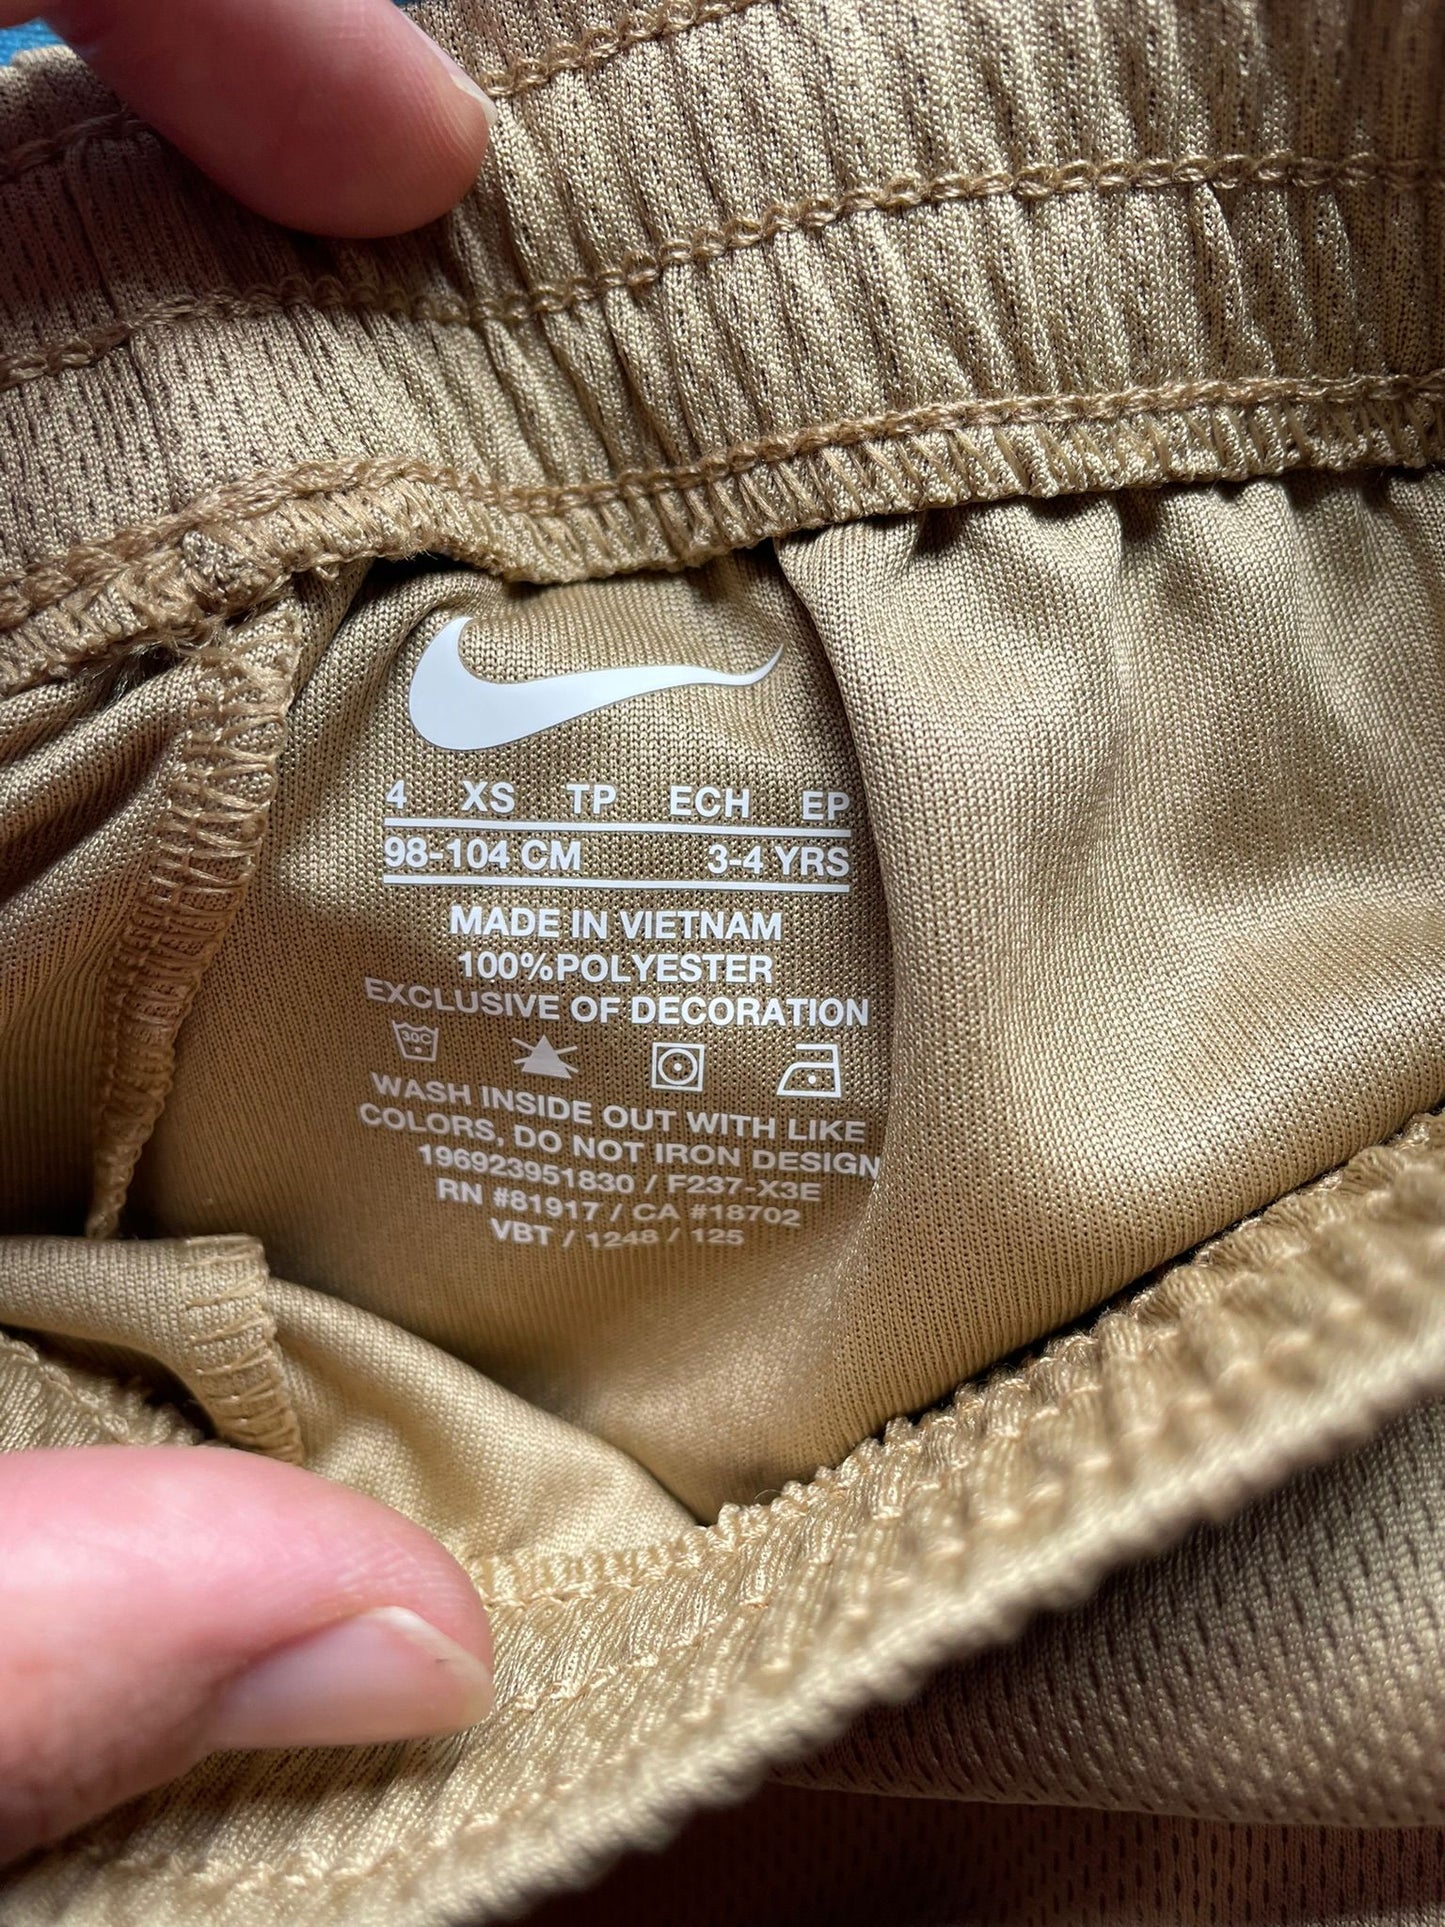 4 XS TP ECH EP
98-104 CM 3-4 YRS
MADE IN VIETNAM
100%POLYESTER
EXCLUSIVE OF DECORATION
30C
WASH INSIDE OUT WITH LIKE
COLORS, DO NOT IRON DESIGN
196923951830 / F237-X3E
RN #81917 / CA #18702
VBT / 1248 / 125